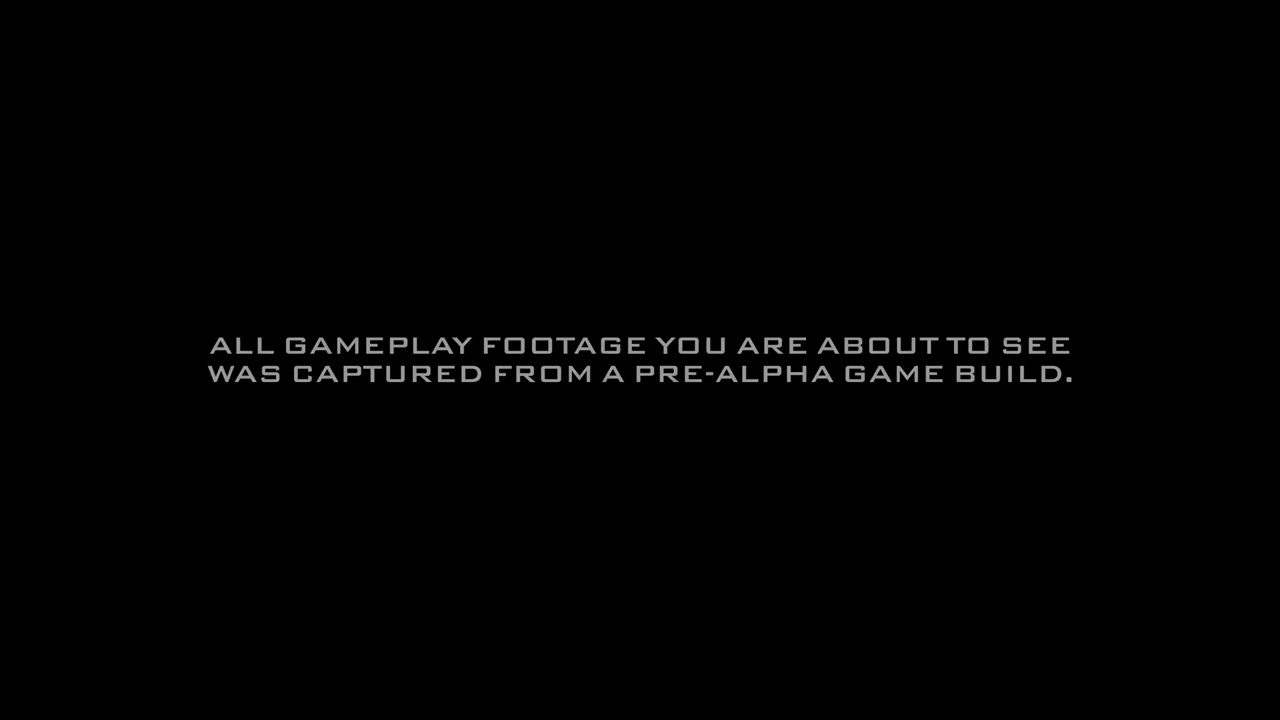 ALL GAMEPLAY FOOTAGE YOU ARE ABOUT TO SEE
WAS CAPTURED FROM A PRE-ALPHA GAME BUILD.